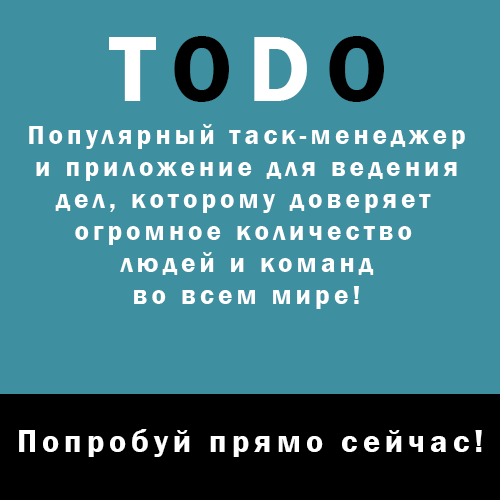 TODO
Популярный таск-менеджер
и приложение для ведения
дел, которому доверяет
огромное количество
людей и команд
во всем мире!
Попробуй прямо сейчас!